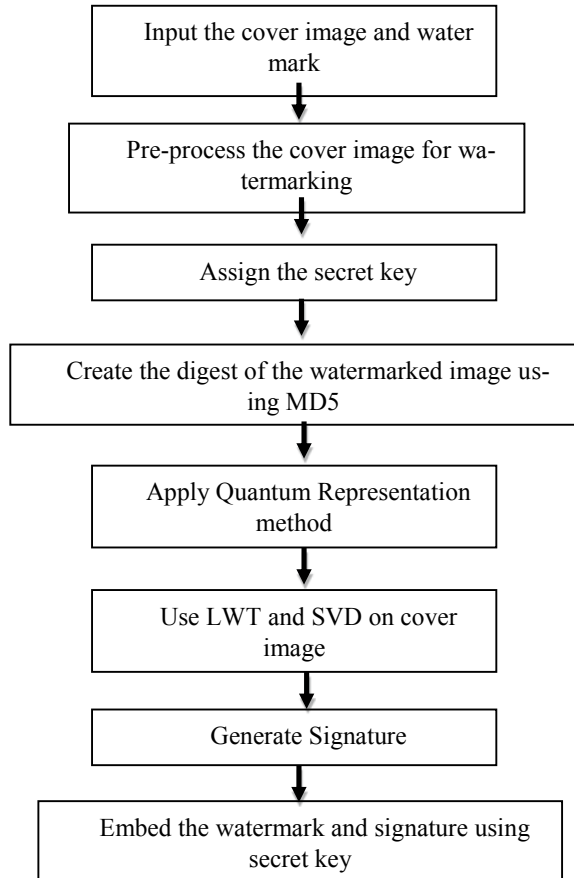 Input the cover image and water
mark
Pre-process the cover image for wa-
termarking
Assign the secret key
Create the digest of the watermarked image us-
ing MD5
Apply Quantum Representation
method
Use LWT and SVD on cover
image
Generate Signature
Embed the watermark and signature using
secret key